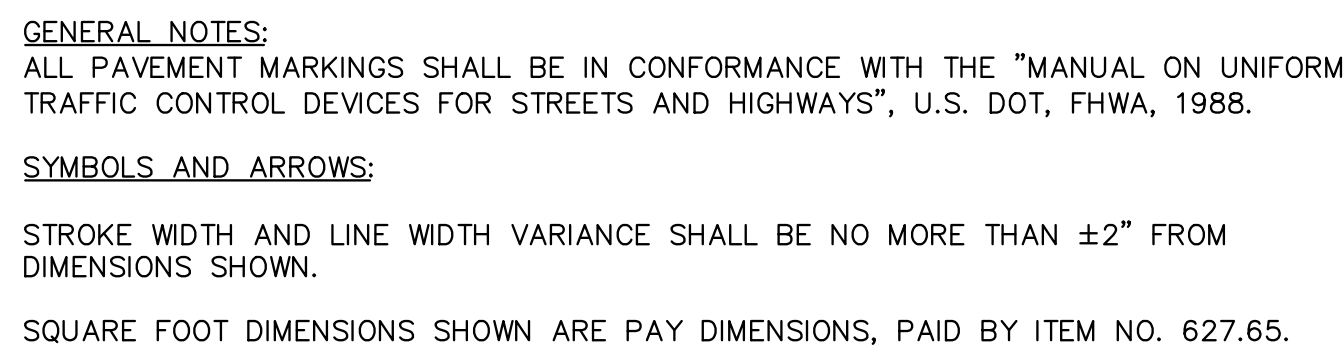 GENERAL NOTES:
ALL PAVEMENT MARKINGS SHALL BE IN CONFORMANCE WITH THE "MANUAL ON UNIFORM
TRAFFIC CONTROL DEVICES FOR STREETS AND HIGHWAYS", U.S. DOT, FHWA, 1988.
SYMBOLS AND ARROWS:
STROKE WIDTH AND LINE WIDTH VARIANCE SHALL BE NO MORE THAN ±2" FROM
DIMENSIONS SHOWN.
SQUARE FOOT DIMENSIONS SHOWN ARE PAY DIMENSIONS, PAID BY ITEM NO. 627.65.